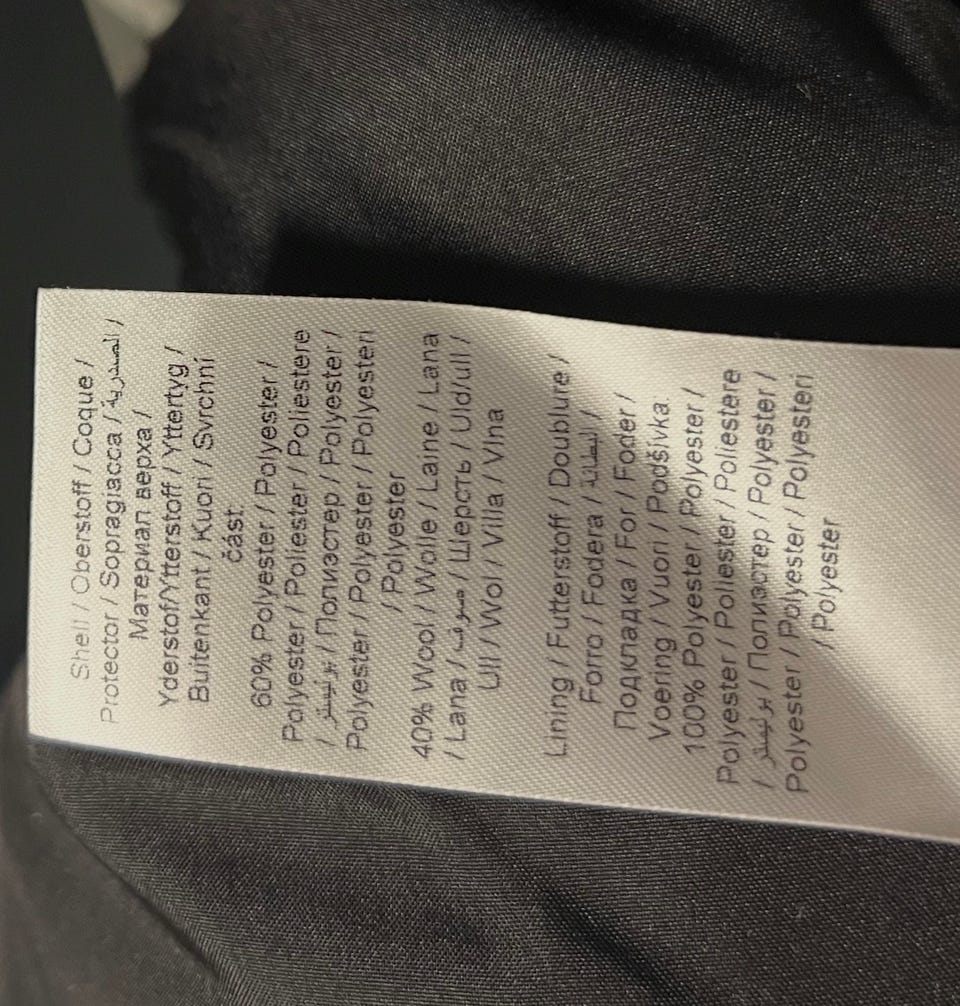 Shell / Oberstoff / Coque /
Protector / Sopragiacca / الصدرية /
Материал верха /
Yderstof/Ytterstoff / Yttertyg /
Buitenkant / Kuori / Svrchní
část.
60% Polyester / Polyester /
Polyester / Poliester / Poliestere
/ بوليستر / Полиэстер / Polyester /
Polyester / Polyester / Polyesteri
/ Polyester
40% Wool / Wolle / Laine / Lana
/ Lana / صوف / Шерсть / Uld/ull /
Ull / Wol / Villa / Vlna
Lining / Futterstoff / Doublure /
Forro / Fodera / البطانة /
Подкладка / For / Foder /
Voering / Vuori / Podšívka.
100% Polyester / Polyester /
Polyester / Poliester / Poliestere
/ بوليستر / Полиэстер / Polyester /
Polyester / Polyester / Polyesteri
/ Polyester